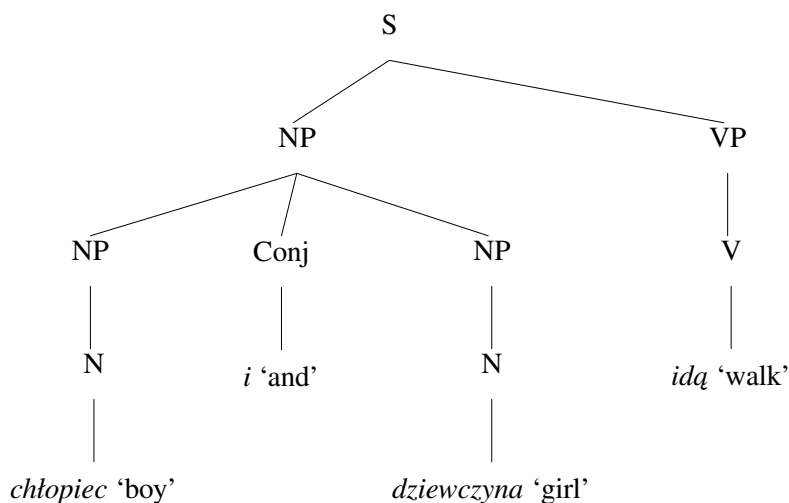 S
NP VP
NP Conj NP V
N i ‘and’ N idą ‘walk’
chłopiec ‘boy’ dziewczyna ‘girl’